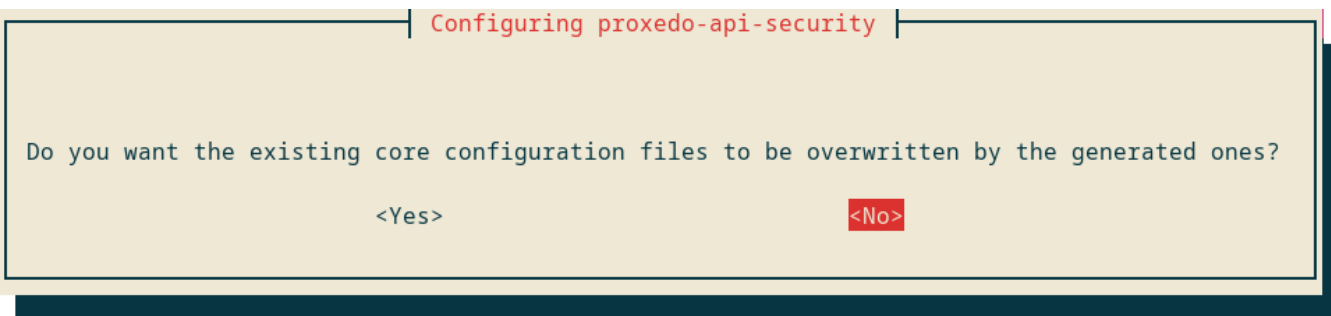 Configuring proxedo-api-security
Do you want the existing core configuration files to be overwritten by the generated ones?
<Yes> <No>